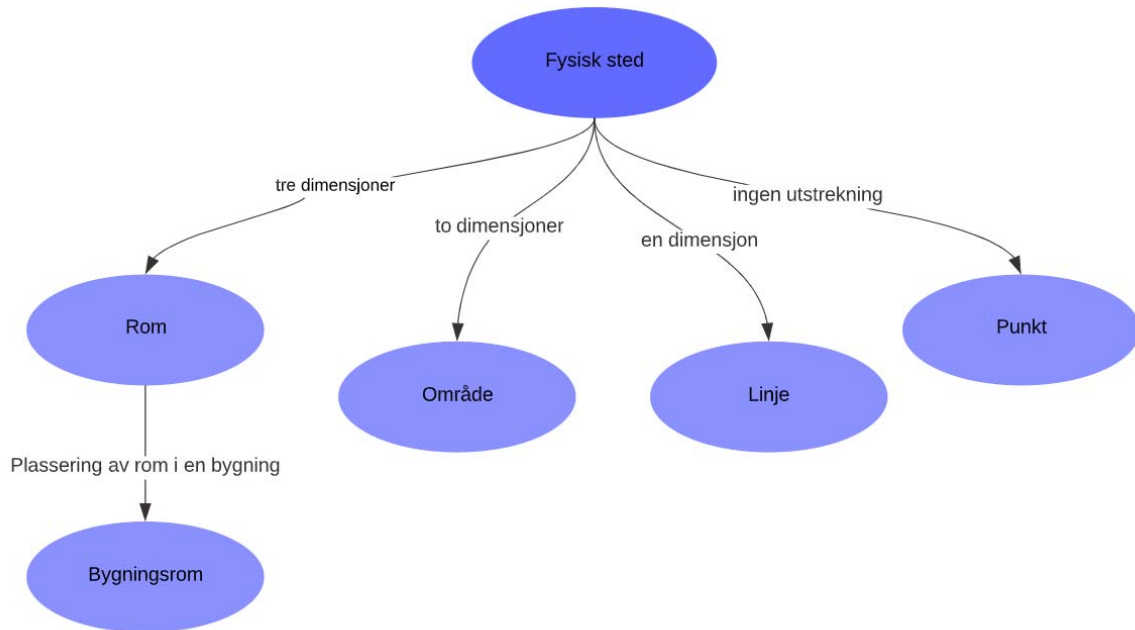 Fysisk sted
tre dimensjoner
to dimensjoner
en dimensjon
ingen utstrekning
Rom
Område
Linje
Punkt
Plassering av rom i en bygning
Bygningsrom